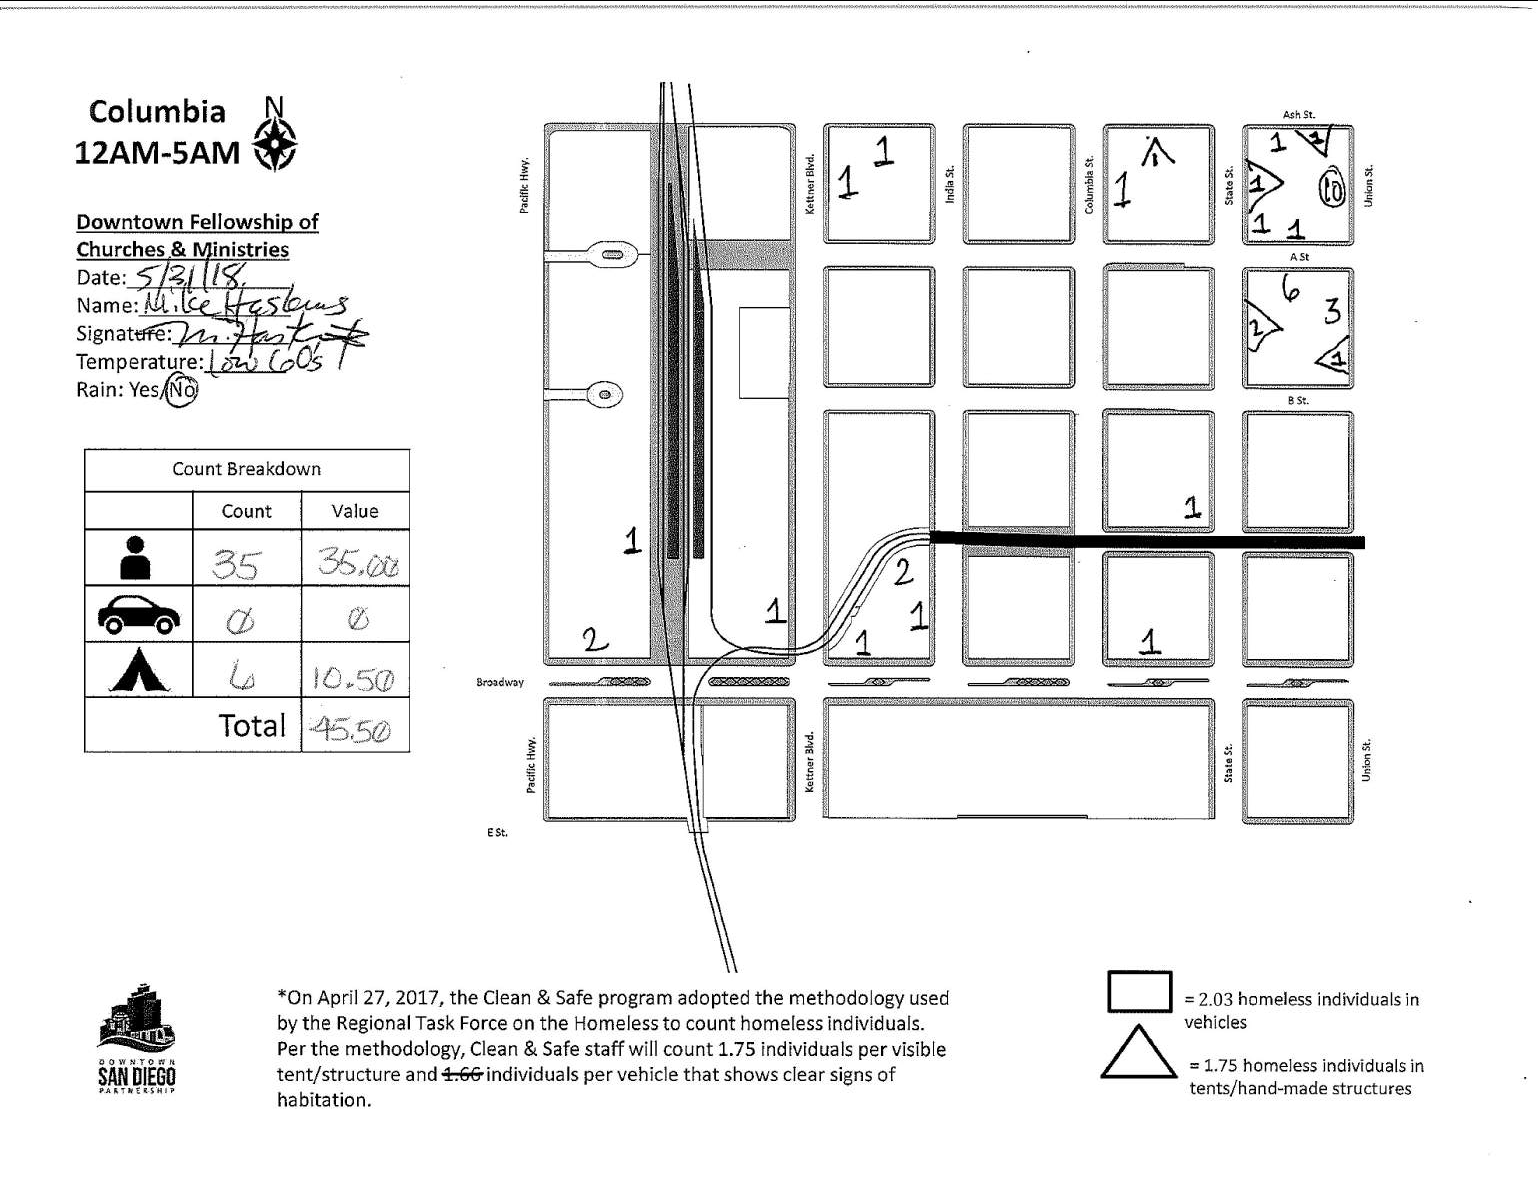 Columbia
N
12AM-5AM
Downtown Fellowship of
Churches & Ministries
Date: 5/31/18
Name: Mike
Signature:
Temperature: Low 60's
Rain: Yes/No
Count Breakdown
Count Value
35 35.00
0 0
6 10.50
Total 45.50
Ash St.
Pacific Hwy.
Kettner Blvd.
India St.
Columbia St.
State St.
Union St.
1 1
1 1
1 1
1 10
1 1
A St
6
2 3
1
B St.
1
1
2
1 1
2 1 1
1
Broadway
Pacific Hwy.
Kettner Blvd.
State St.
Union St.
E St.
DOWNTOWN
SAN DIEGO
PARTNERSHIP
*On April 27, 2017, the Clean & Safe program adopted the methodology used
by the Regional Task Force on the Homeless to count homeless individuals.
Per the methodology, Clean & Safe staff will count 1.75 individuals per visible
tent/structure and 1.66 individuals per vehicle that shows clear signs of
habitation.
= 2.03 homeless individuals in
vehicles
= 1.75 homeless individuals in
tents/hand-made structures